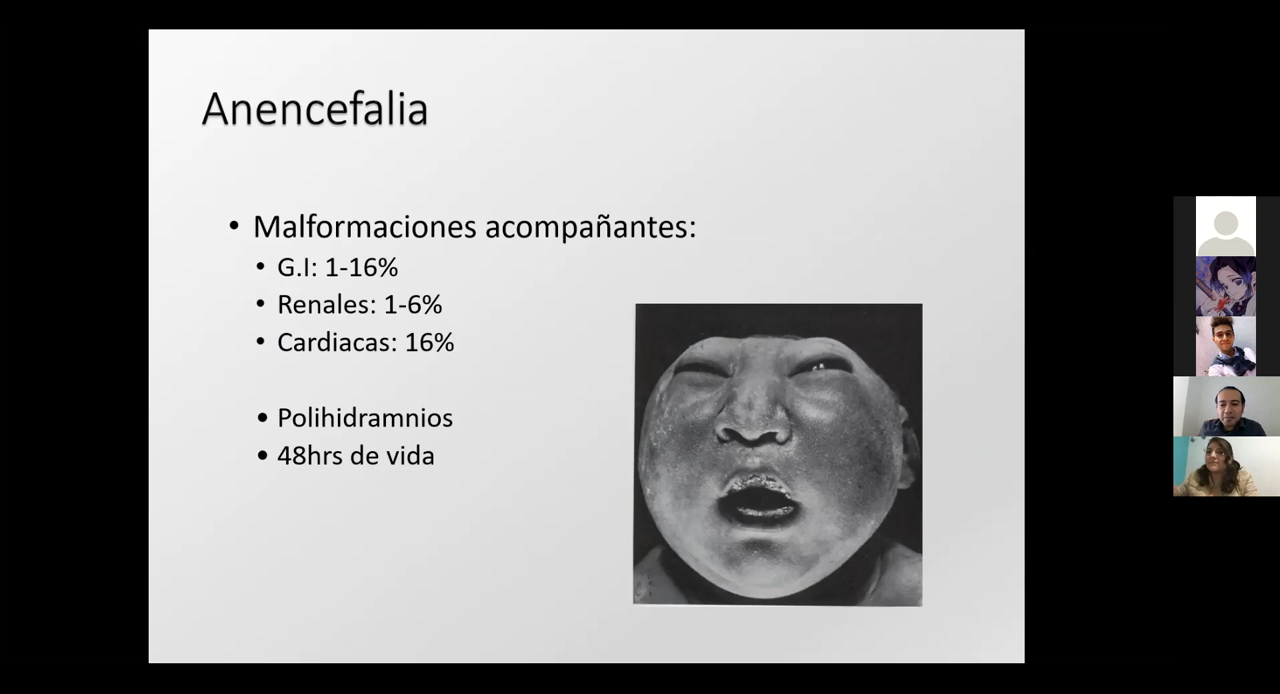 Anencefalia
• Malformaciones acompañantes:
• G.I: 1-16%
• Renales: 1-6%
• Cardiacas: 16%
• Polihidramnios
• 48hrs de vida